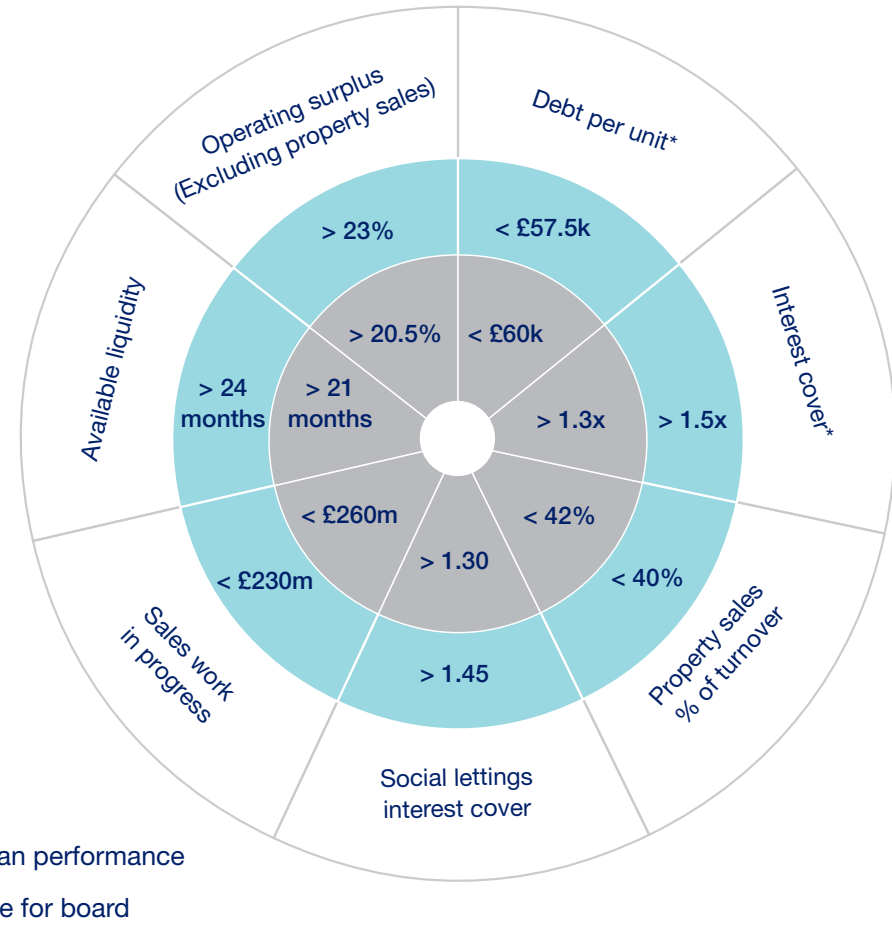 Operating surplus
(Excluding property sales)
Debt per unit*
> 23%
< £57.5k
Available liquidity
Interest cover*
> 20.5%
< £60k
> 24
months
> 21
months
> 1.3x
> 1.5x
< £260m
< 42%
> 1.30
< £230m
< 40%
Sales work
in progress
Property sales
% of turnover
> 1.45
Social lettings
interest cover
an performance
e for board